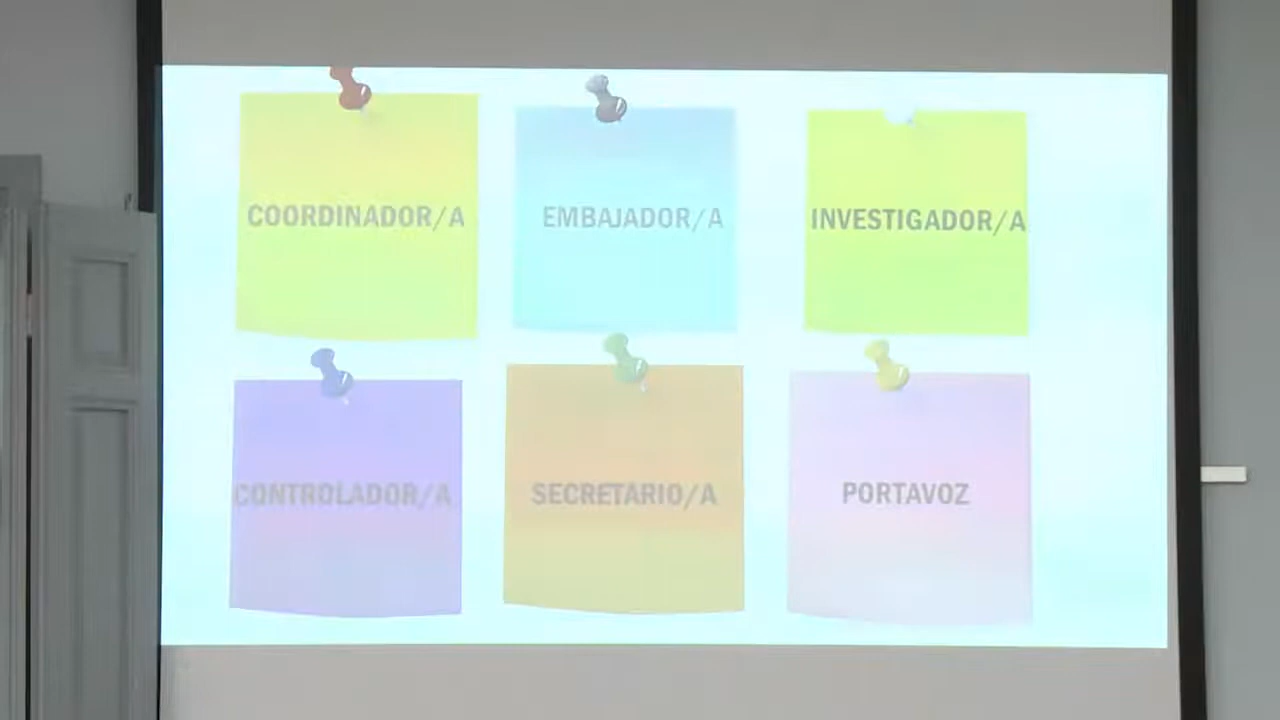 COORDINADOR/A
EMBAJADOR/A
INVESTIGADOR/A
CONTROLADOR/A
SECRETARIO/A
PORTAVOZ